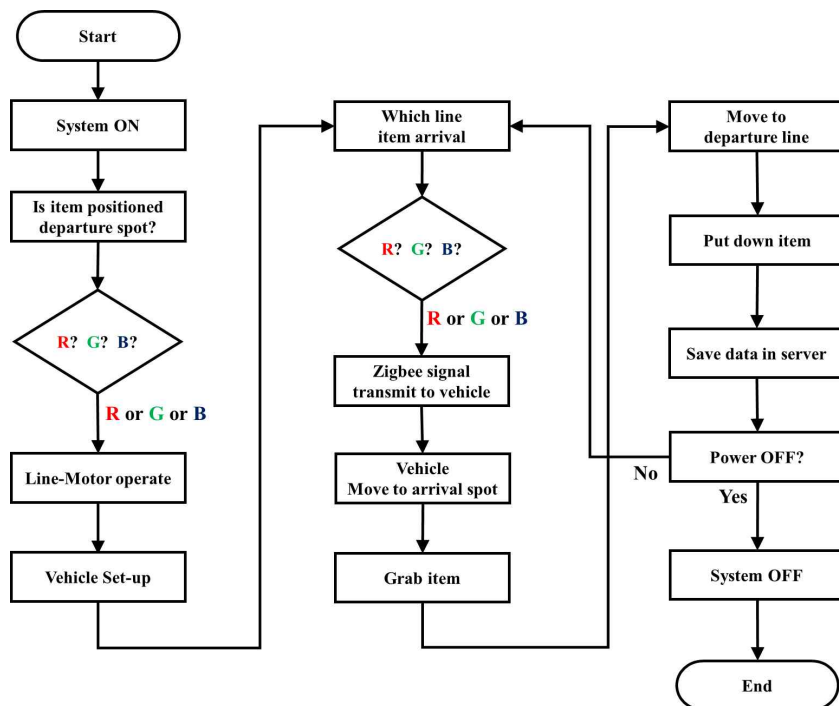 Start
System ON
Is item positioned
departure spot?
R? G? B?
R or G or B
Line-Motor operate
Vehicle Set-up
Which line
item arrival
R? G? B?
R or G or B
Zigbee signal
transmit to vehicle
Vehicle
Move to arrival spot
Grab item
Move to
departure line
Put down item
Save data in server
Power OFF?
No
Yes
System OFF
End